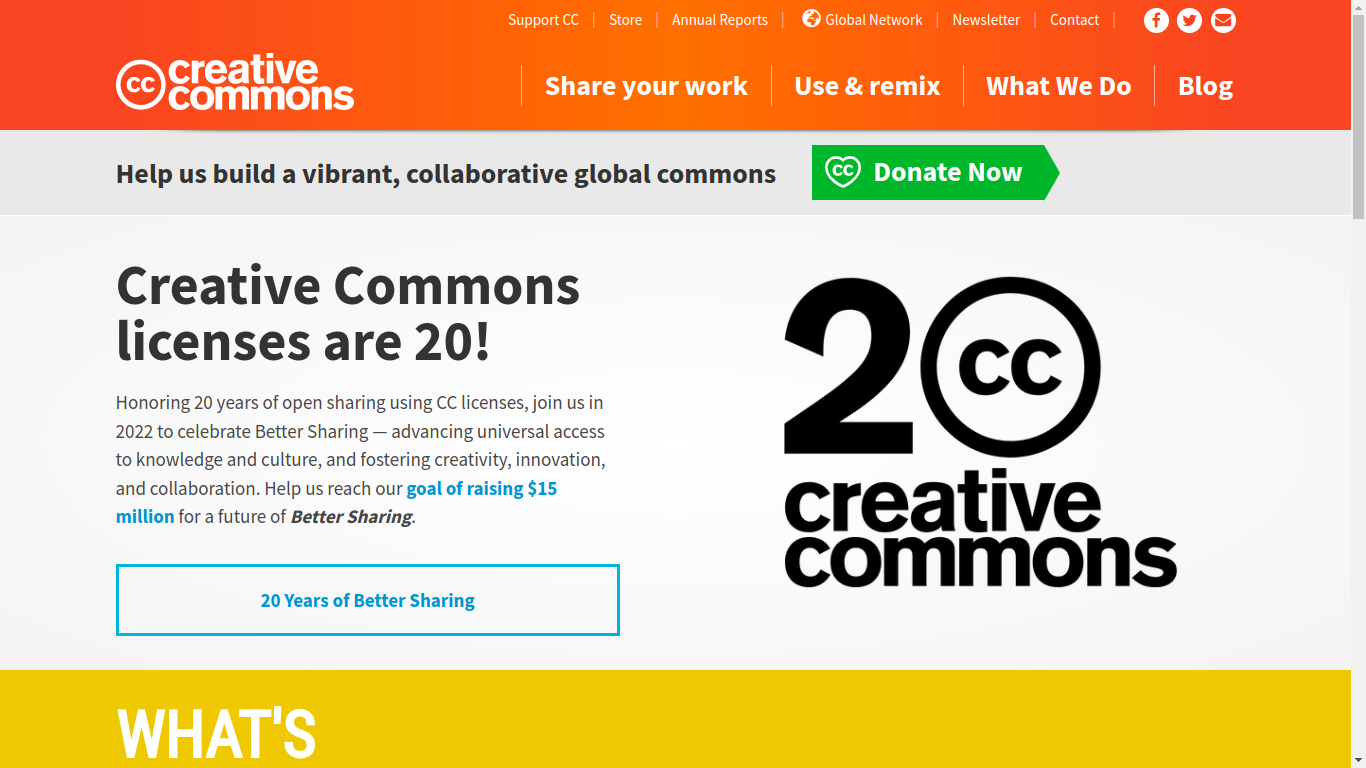 Support CC | Store | Annual Reports | Global Network | Newsletter | Contact |
cc creative
commons
Share your work | Use & remix | What We Do | Blog
Help us build a vibrant, collaborative global commons
cc Donate Now
Creative Commons
licenses are 20!
Honoring 20 years of open sharing using CC licenses, join us in
2022 to celebrate Better Sharing — advancing universal access
to knowledge and culture, and fostering creativity, innovation,
and collaboration. Help us reach our goal of raising $15
million for a future of Better Sharing.
20 Years of Better Sharing
20 cc
creative
commons
WHAT'S